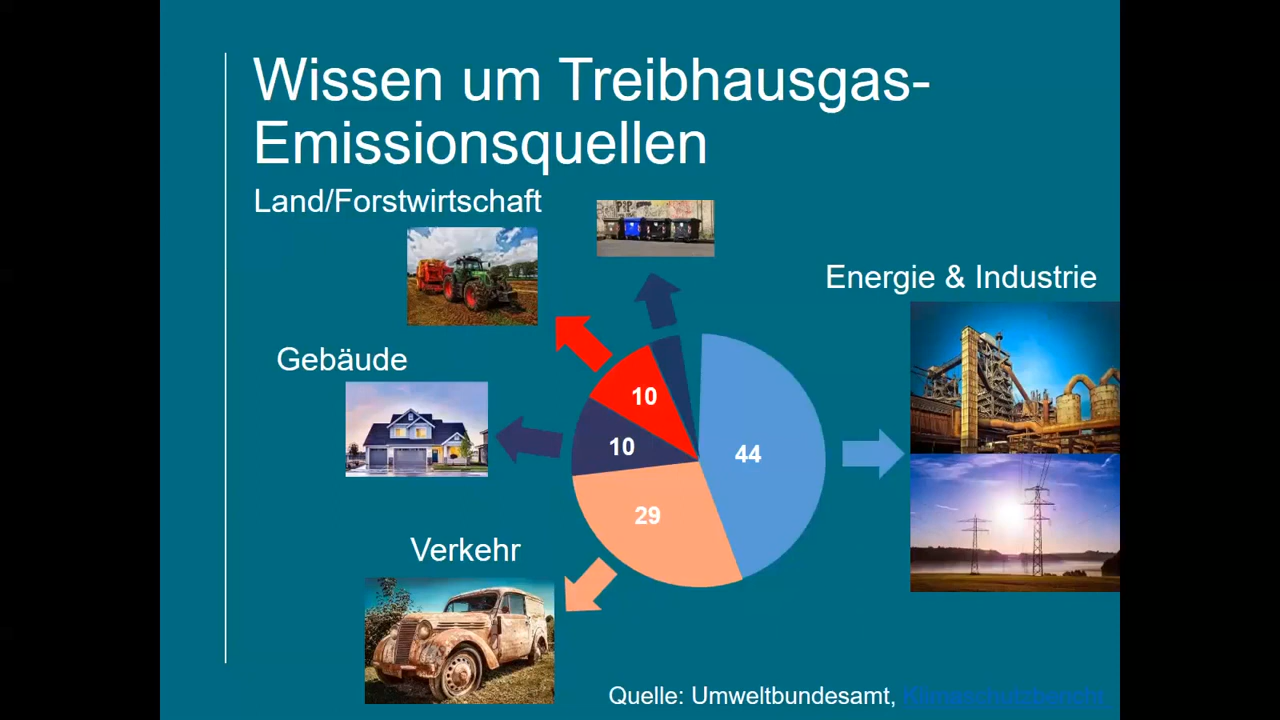 Wissen um Treibhausgas-
Emissionsquellen
Land/Forstwirtschaft
Energie & Industrie
Gebäude
10
10
44
29
Verkehr
Quelle: Umweltbundesamt, Klimaschutzbericht